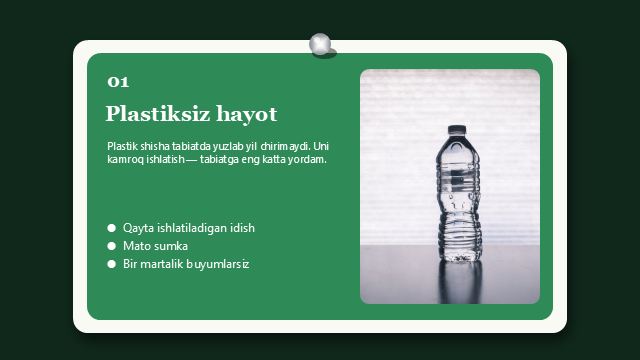 01
Plastiksiz hayot
Plastik shisha tabiatda yuzlab yil chirimaydi. Uni
kamroq ishlatish — tabiatga eng katta yordam.
● Qayta ishlatiladigan idish
● Mato sumka
● Bir martalik buyumlarsiz